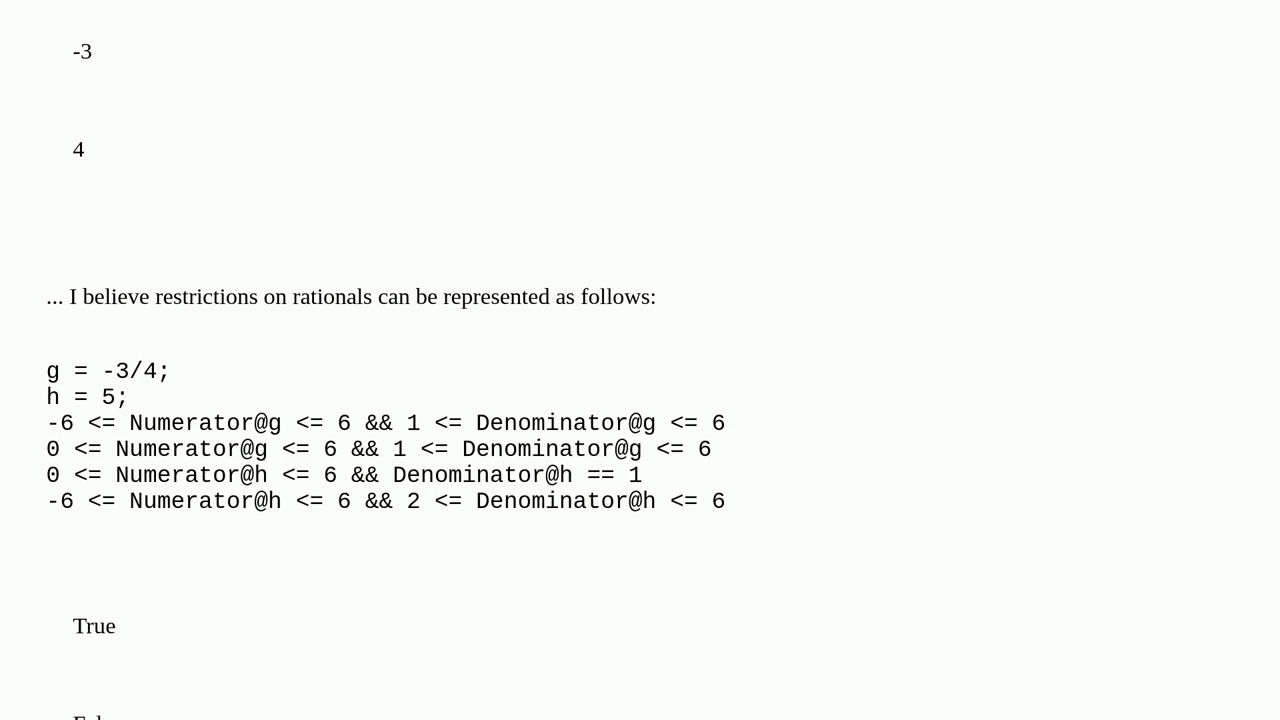 -3
4
... I believe restrictions on rationals can be represented as follows:
g = -3/4;
h = 5;
-6 <= Numerator@g <= 6 && 1 <= Denominator@g <= 6
0 <= Numerator@g <= 6 && 1 <= Denominator@g <= 6
0 <= Numerator@h <= 6 && Denominator@h == 1
-6 <= Numerator@h <= 6 && 2 <= Denominator@h <= 6
True